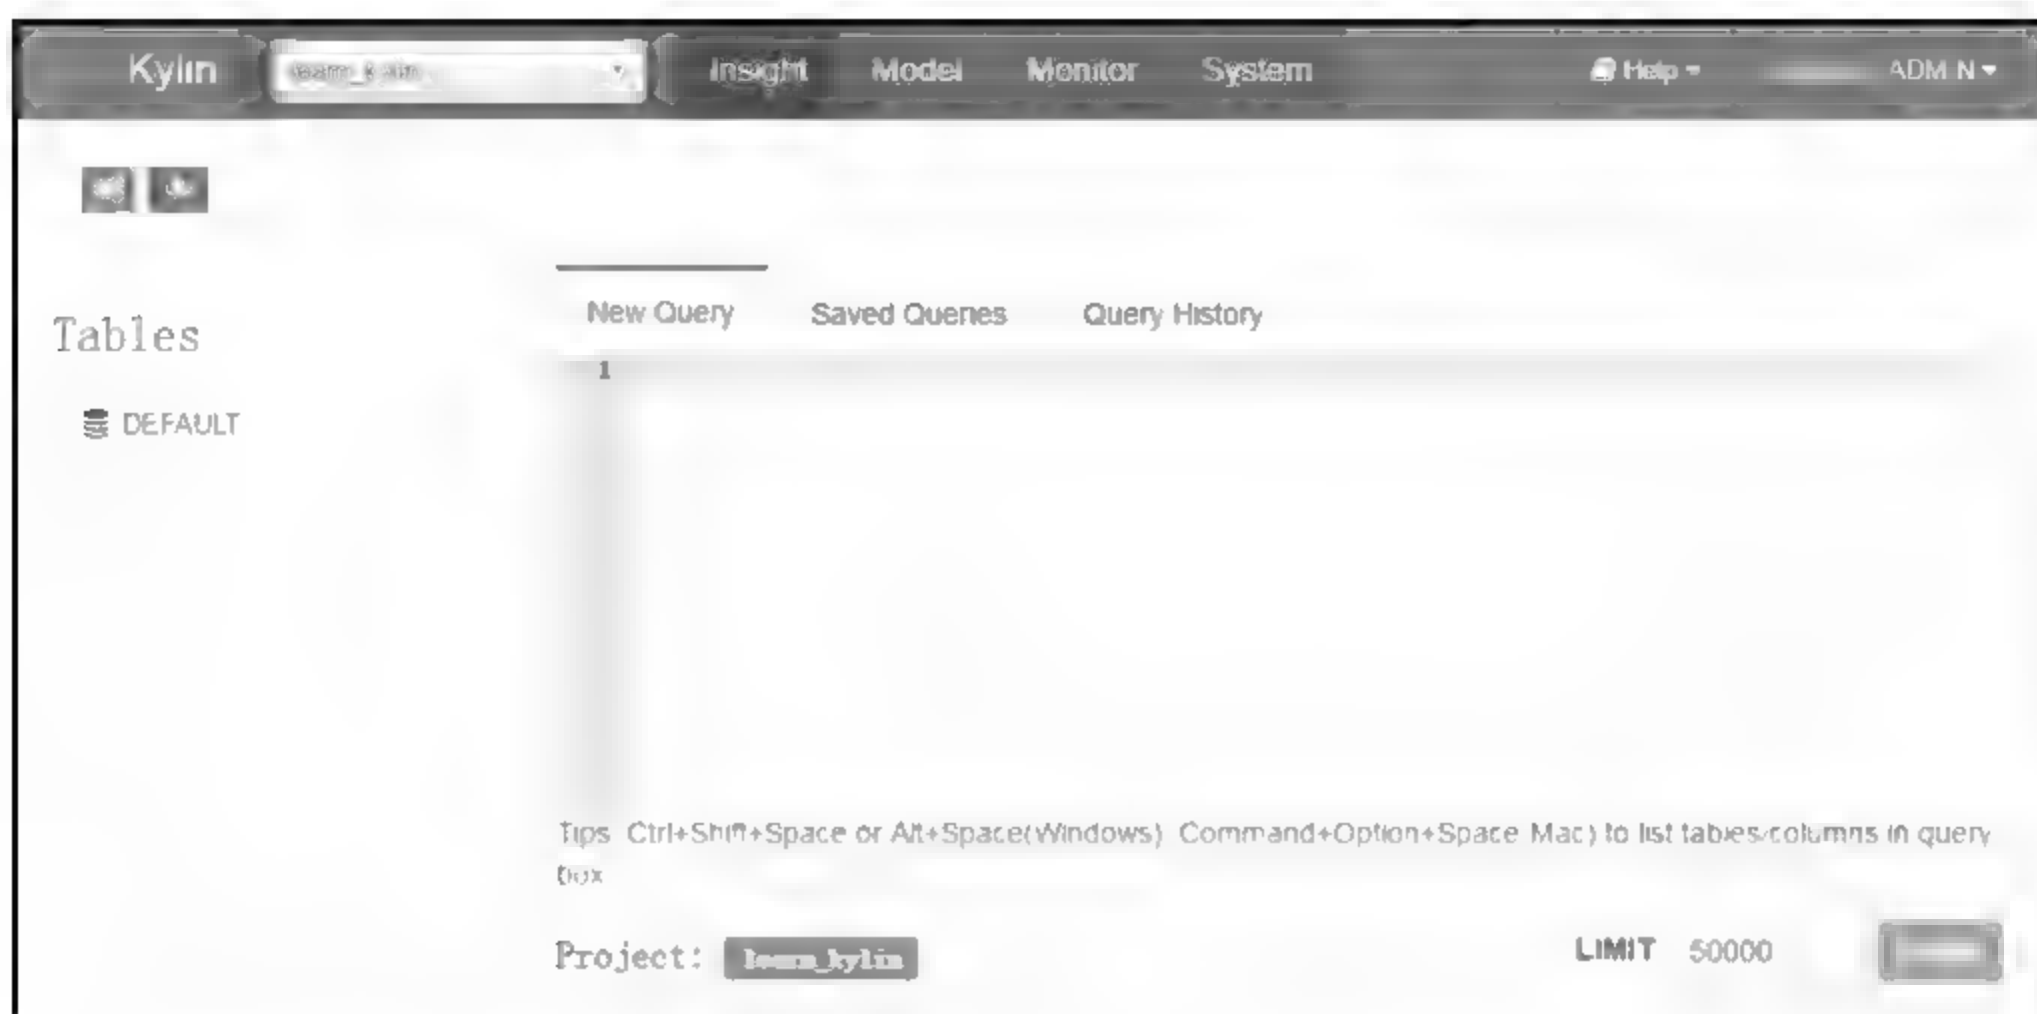 Kylin learn_kylin Insight Model Monitor System Help ADMIN
New Query Saved Queries Query History
Tables
1
DEFAULT
Tips Ctrl+Shift+Space or Alt+Space(Windows) Command+Option+Space Mac) to list tables/columns in query
box
Project: learn_kylin LIMIT 50000